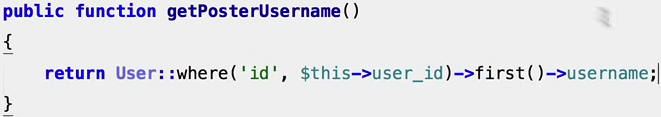 public function getPosterUsername()
{
    return User::where('id', $this->user_id)->first()->username;
}